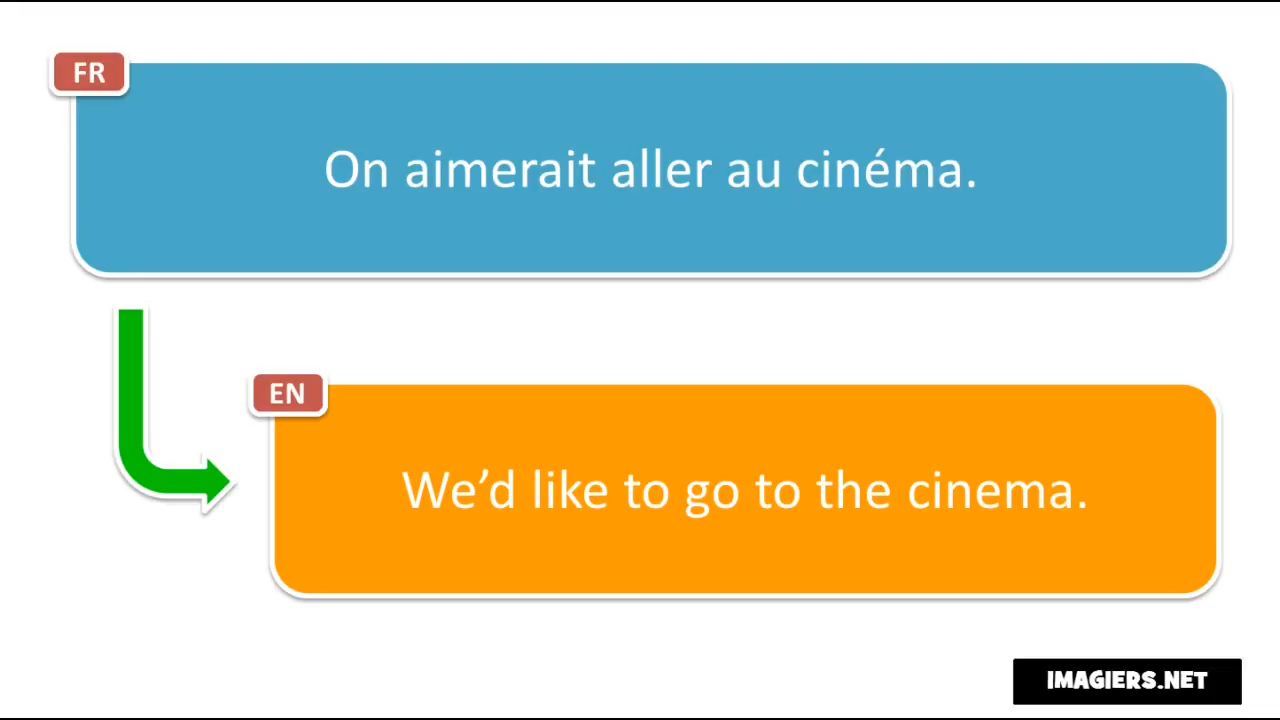 FR
On aimerait aller au cinéma.
EN
We’d like to go to the cinema.
IMAGIERS.NET